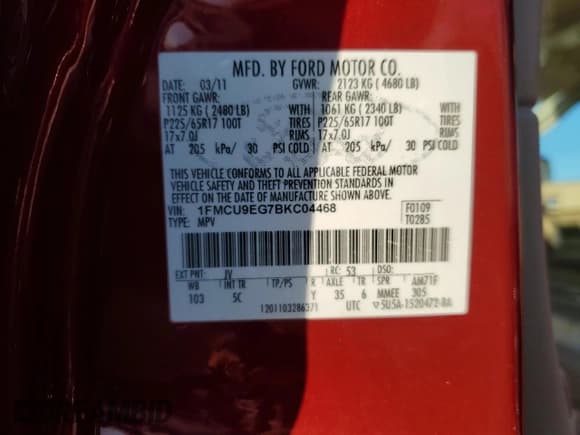 MFD. BY FORD MOTOR CO.
DATE: 03/11 GVWR: 2123 KG ( 4680 LB)
FRONT GAWR: REAR GAWR:
1125 KG ( 2480 LB) WITH 1061 KG ( 2340 LB) WITH
P225/65R17 100T TIRES P225/65R17 100T TIRES
17x7.0J RIMS 17x7.0J RIMS
AT 205 kPa/ 30 PSI COLD AT 205 kPa/ 30 PSI COLD
THIS VEHICLE CONFORMS TO ALL APPLICABLE FEDERAL MOTOR
VEHICLE SAFETY AND THEFT PREVENTION STANDARDS IN
EFFECT ON THE DATE OF MANUFACTURE SHOWN ABOVE.
VIN: 1FMCU9EG7BKC04468 F0109
TYPE: MPV T0285
EXT PNT: JV RC: 53 DSO:
WB INT TR TP/PS R AXLE TR SPR AM71F
103 5C Y 35 6 MMEE 305
1201103286371 UTC 5U5A-1520472-BA